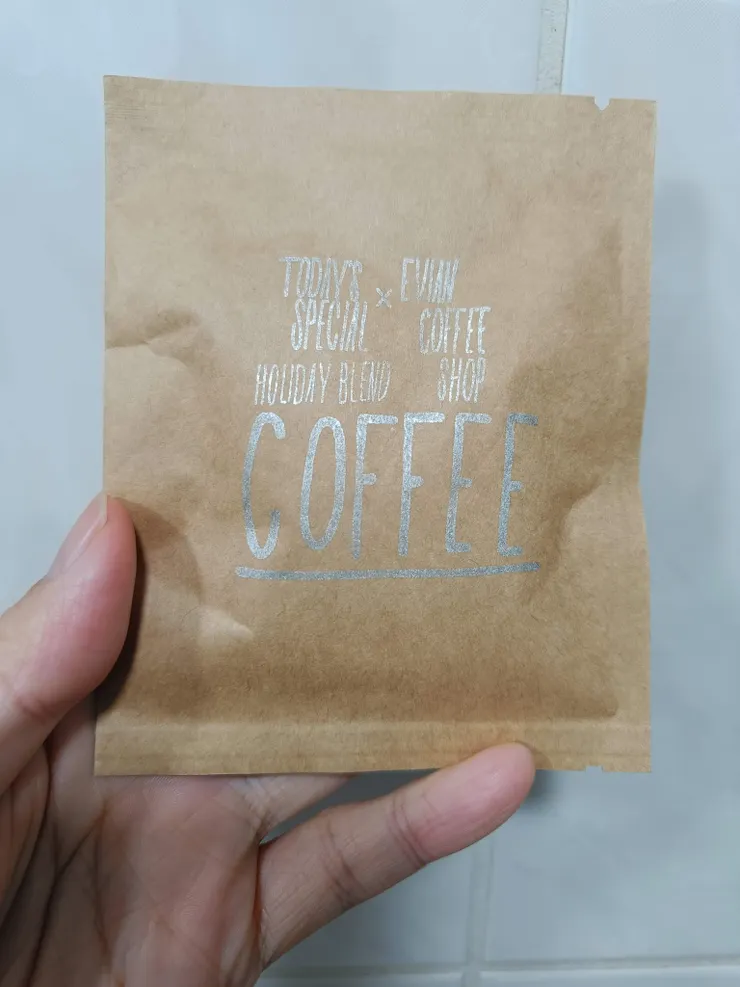 TODAY'S
SPECIAL
×
EVIAN
COFFEE
SHOP
HOLIDAY BLEND
COFFEE